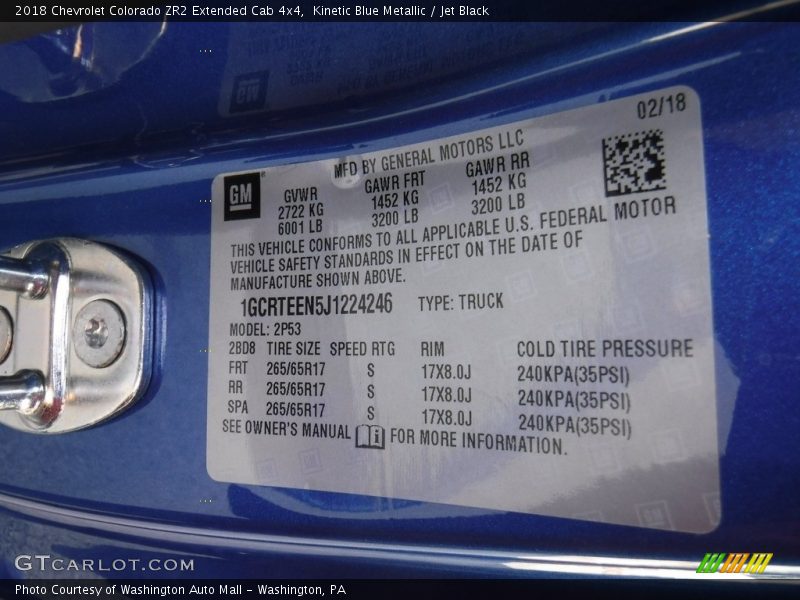 2018 Chevrolet Colorado ZR2 Extended Cab 4x4, Kinetic Blue Metallic / Jet Black
02/18
MFD BY GENERAL MOTORS LLC
GM
GVWR GAWR FRT GAWR RR
2722 KG 1452 KG 1452 KG
6001 LB 3200 LB 3200 LB
THIS VEHICLE CONFORMS TO ALL APPLICABLE U.S. FEDERAL MOTOR
VEHICLE SAFETY STANDARDS IN EFFECT ON THE DATE OF
MANUFACTURE SHOWN ABOVE.
1GCRTEEN5J1224246 TYPE: TRUCK
MODEL: 2P53
2BD8 TIRE SIZE SPEED RTG RIM COLD TIRE PRESSURE
FRT 265/65R17 S 17X8.0J 240KPA(35PSI)
RR 265/65R17 S 17X8.0J 240KPA(35PSI)
SPA 265/65R17 S 17X8.0J 240KPA(35PSI)
SEE OWNER'S MANUAL FOR MORE INFORMATION.
GTCARLOT.COM
Photo Courtesy of Washington Auto Mall - Washington, PA